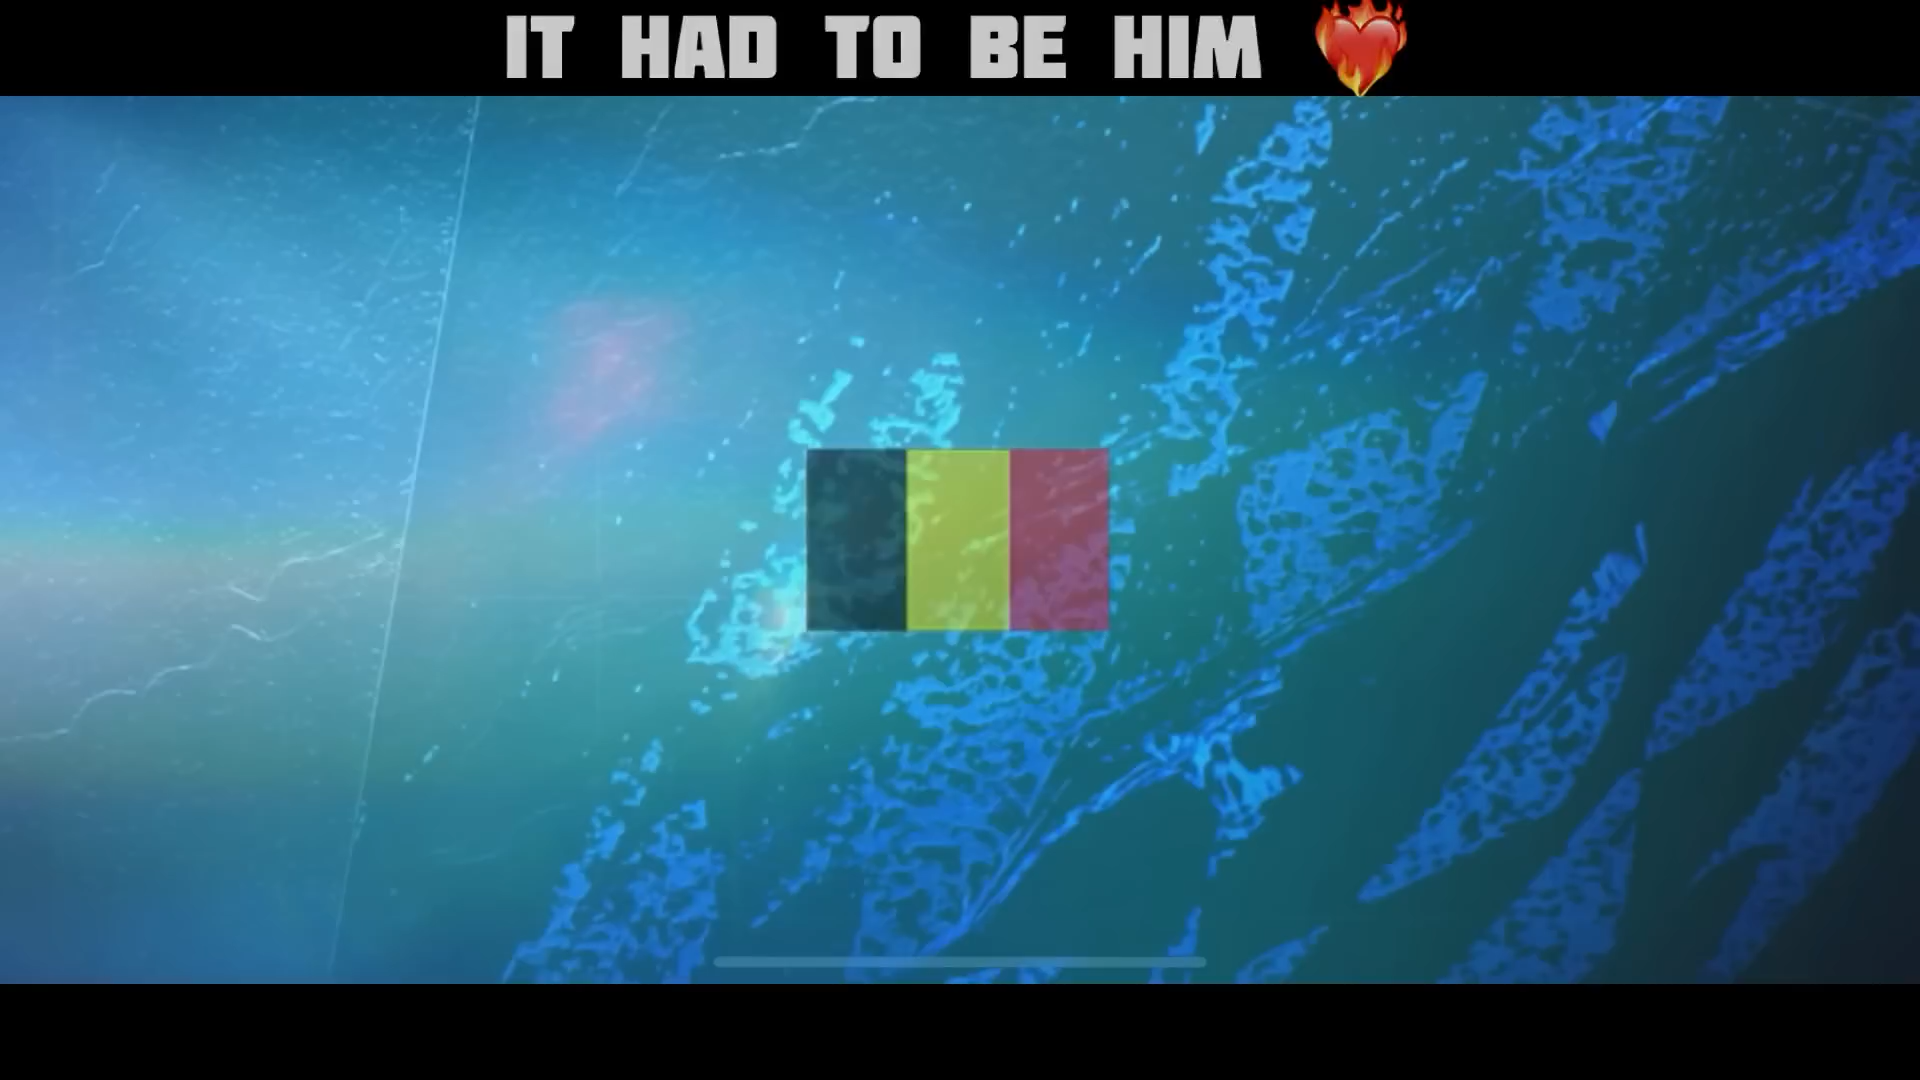 IT HAD TO BE HIM ❤️‍🔥